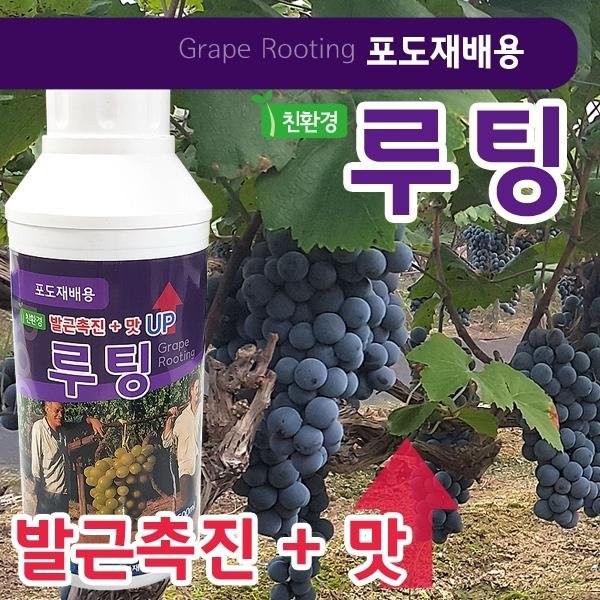 Grape Rooting 포도재배용
친환경
루팅
포도재배용
친환경 발근촉진 + 맛 UP
루팅
Grape
Rooting
발근촉진 + 맛